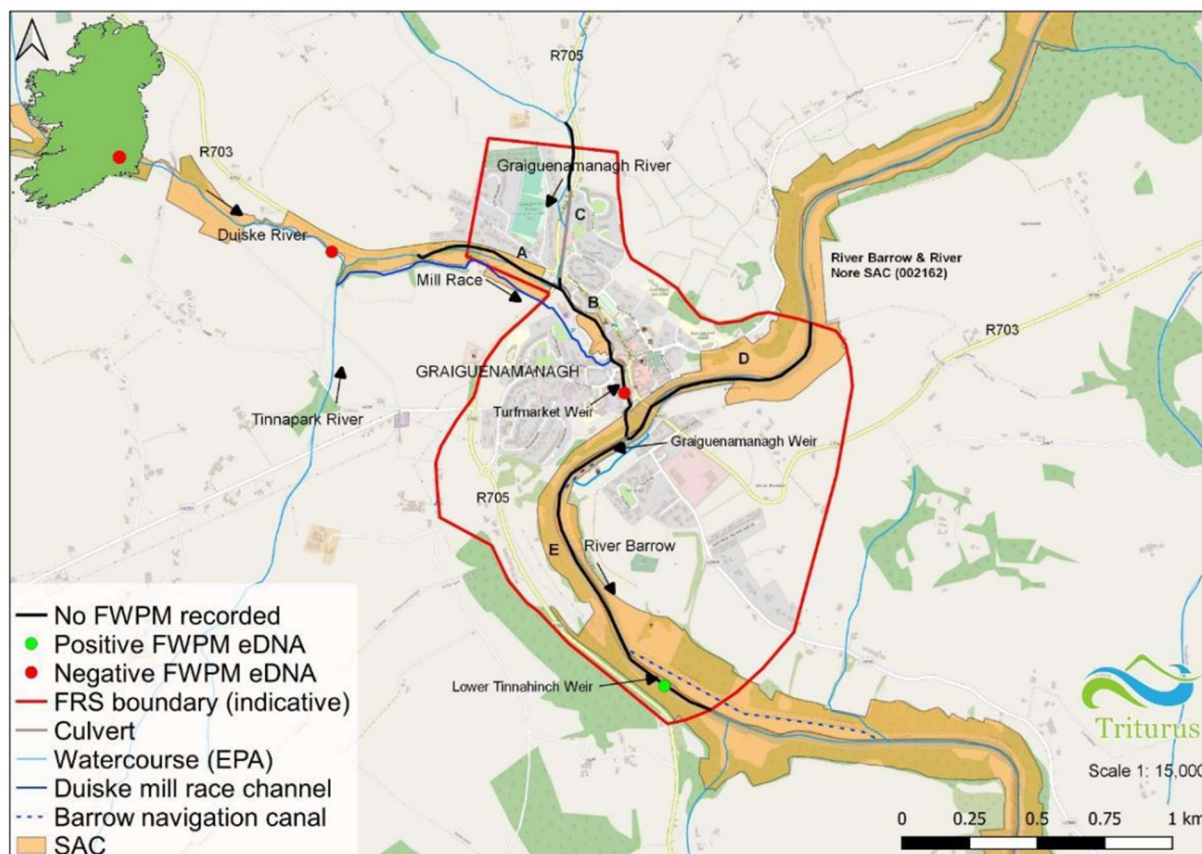 R705
R703
Graiguenamanagh River
C
Duiske River
A
Mill Race
B
River Barrow & River
Nore SAC (002162)
R703
D
GRAIGUENAMANAGH
Turfmarket Weir
Tinnapark River
Graiguenamanagh Weir
R705
E
River Barrow
Lower Tinnahinch Weir
No FWPM recorded
Positive FWPM eDNA
Negative FWPM eDNA
FRS boundary (indicative)
Culvert
Watercourse (EPA)
Duiske mill race channel
Barrow navigation canal
SAC
Triturus
Scale 1: 15,000
0 0.25 0.5 0.75 1 km